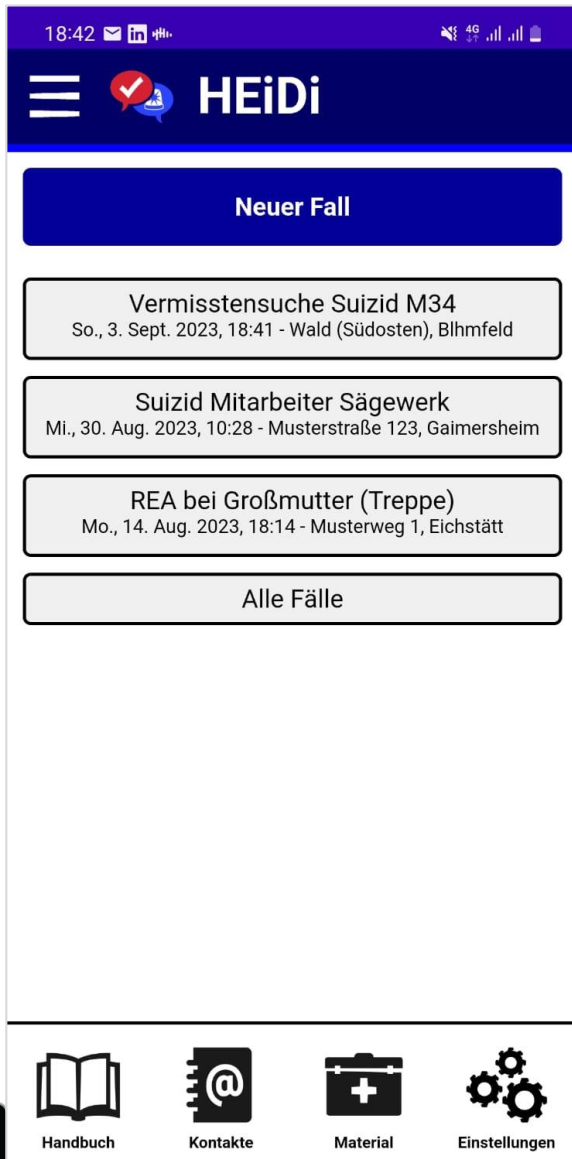 18:42 in 4G
HEiDi
Neuer Fall
Vermisstensuche Suizid M34
So., 3. Sept. 2023, 18:41 - Wald (Südosten), Blhmfeld
Suizid Mitarbeiter Sägewerk
Mi., 30. Aug. 2023, 10:28 - Musterstraße 123, Gaimersheim
REA bei Großmutter (Treppe)
Mo., 14. Aug. 2023, 18:14 - Musterweg 1, Eichstätt
Alle Fälle
@
Handbuch Kontakte Material Einstellungen